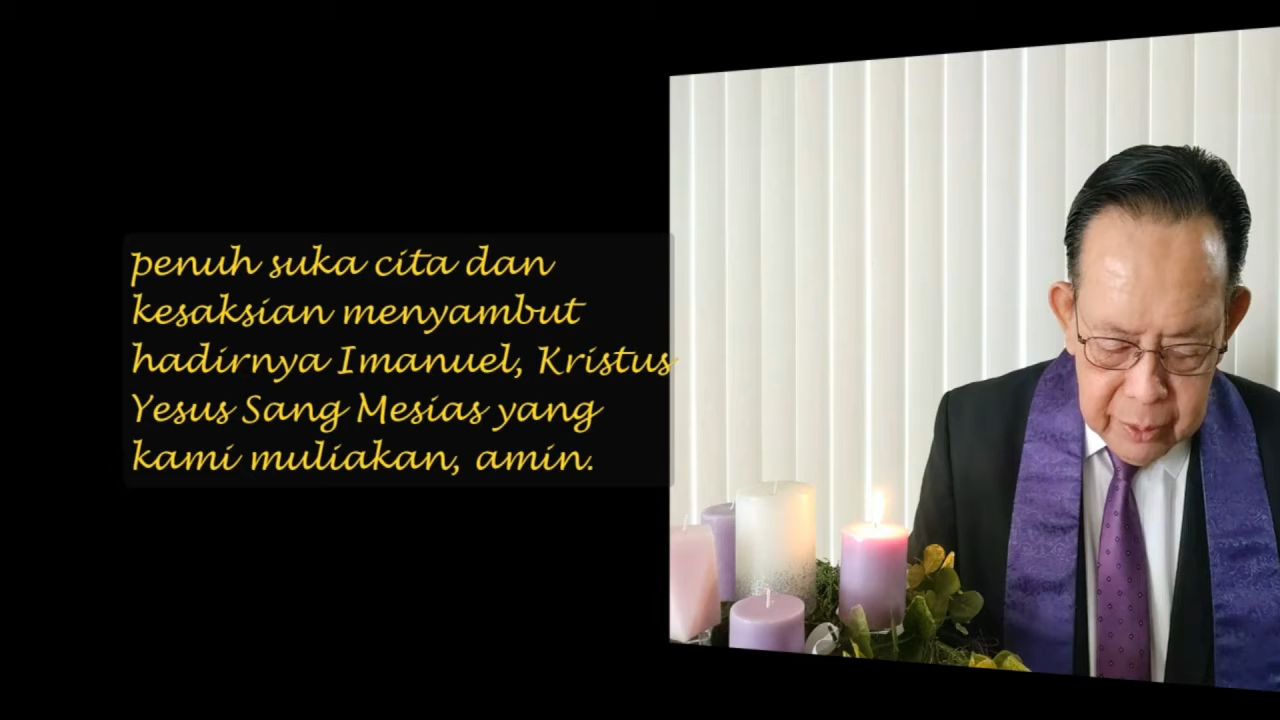 penuh suka cita dan
kesaksian menyambut
hadirnya Imanuel, Kristus
Yesus Sang Mesias yang
kami muliakan, amin.